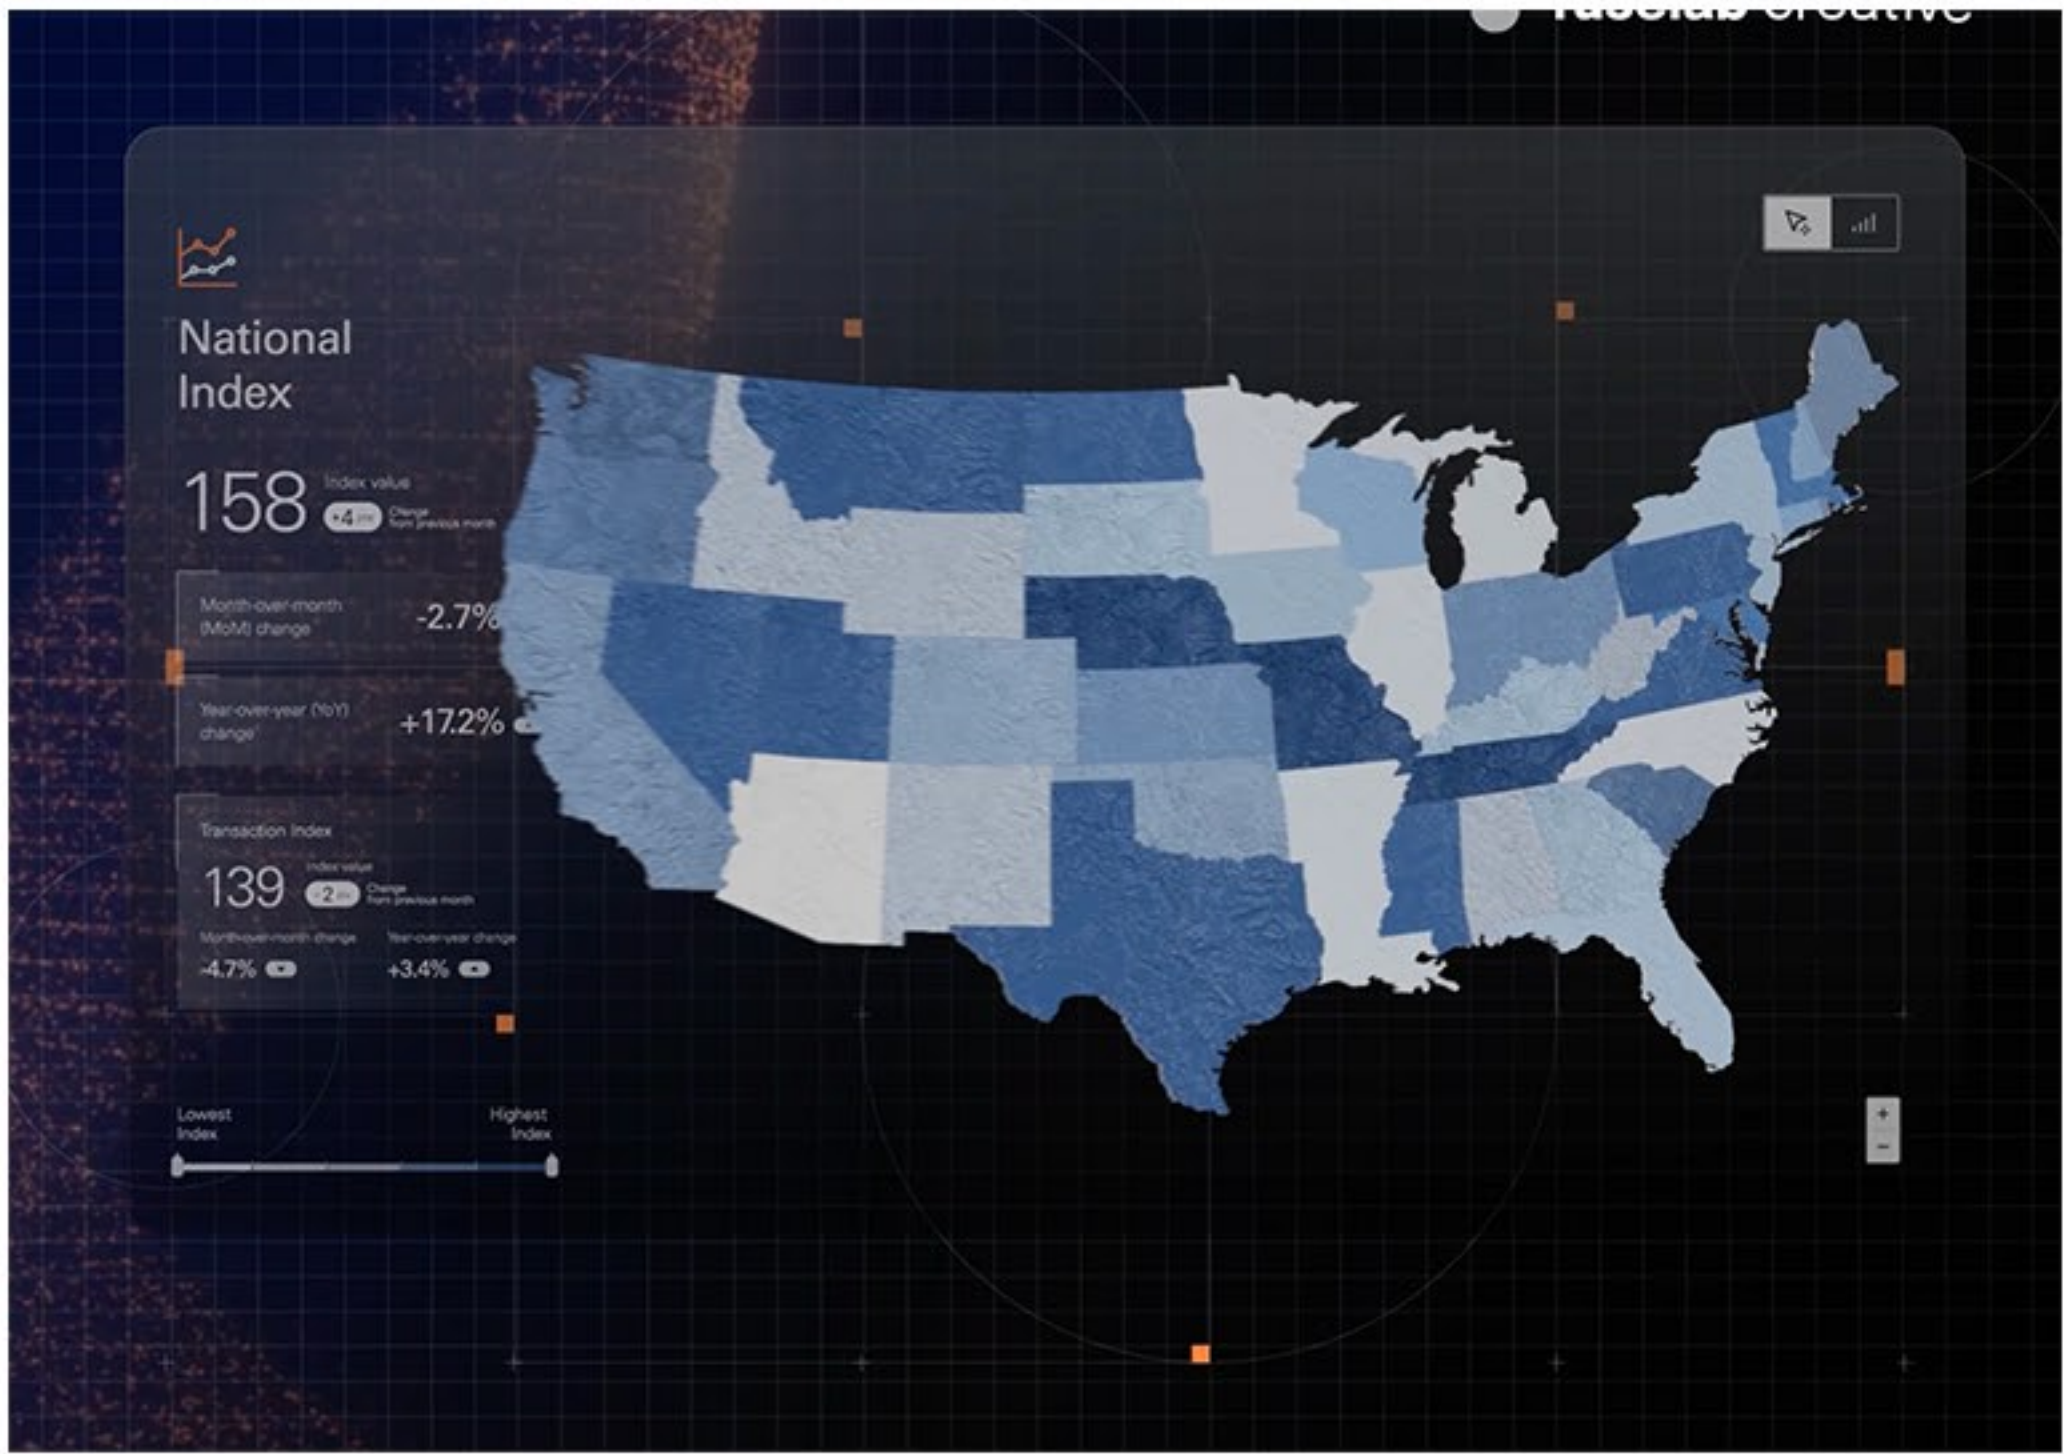 creative
National
Index
158
Index value
+4
Change
from previous month
Month-over-month
(MoM) change
-2.7%
Year-over-year (YoY)
change
+17.2%
Transaction Index
139
Index value
-2
Change
from previous month
Month-over-month change
Year-over-year change
-4.7%
+3.4%
Lowest
Index
Highest
Index
+
−